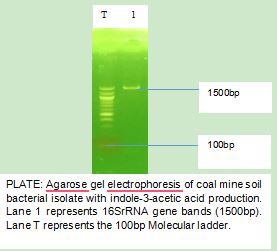 T 1
1500bp
100bp
PLATE: Agarose gel electrophoresis of coal mine soil
bacterial isolate with indole-3-acetic acid production.
Lane 1 represents 16SrRNA gene bands (1500bp).
Lane T represents the 100bp Molecular ladder.